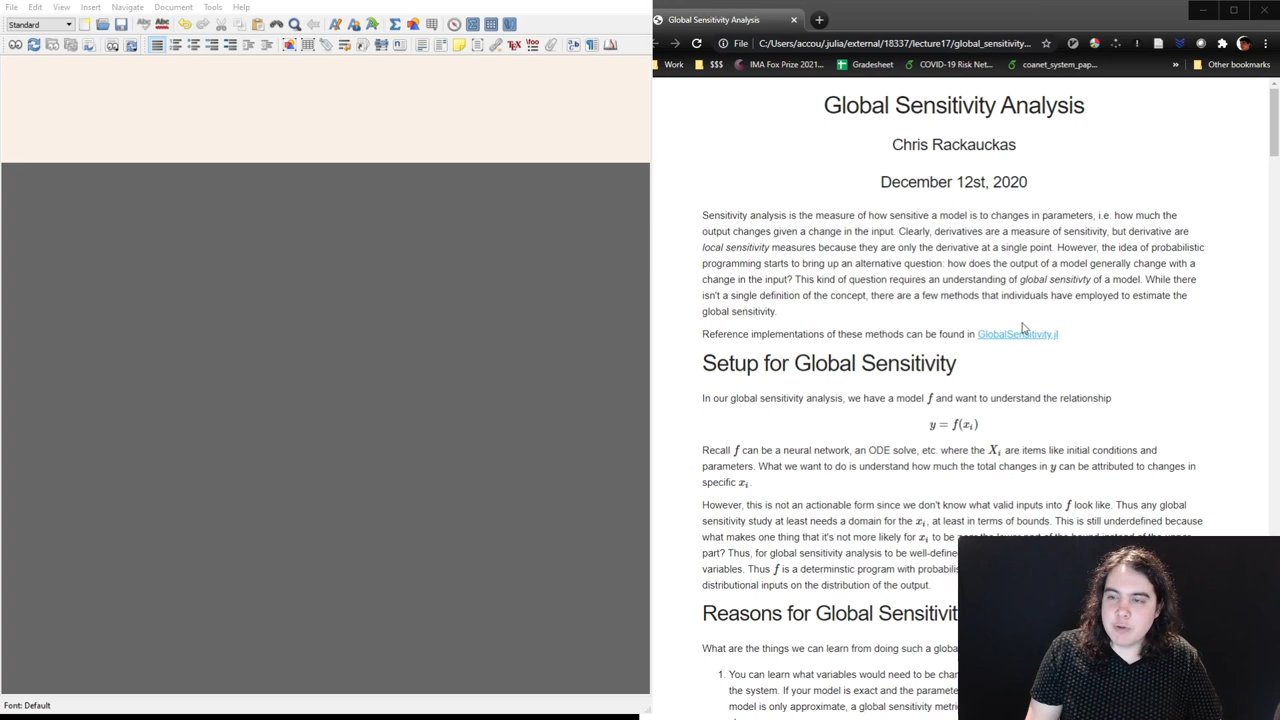 File Edit View Insert Navigate Document Tools Help
Standard
Font: Default
Global Sensitivity Analysis
File C:/Users/accou/.julia/external/18337/lecture17/global_sensitivity...
Work $$$ IMA Fox Prize 2021... Gradesheet COVID-19 Risk Net... coanet_system_pap... » Other bookmarks
Global Sensitivity Analysis
Chris Rackauckas
December 12st, 2020
Sensitivity analysis is the measure of how sensitive a model is to changes in parameters, i.e. how much the
output changes given a change in the input. Clearly, derivatives are a measure of sensitivity, but derivative are
local sensitivity measures because they are only the derivative at a single point. However, the idea of probabilistic
programming starts to bring up an alternative question: how does the output of a model generally change with a
change in the input? This kind of question requires an understanding of global sensitivty of a model. While there
isn't a single definition of the concept, there are a few methods that individuals have employed to estimate the
global sensitivity.
Reference implementations of these methods can be found in GlobalSensitivity.jl
Setup for Global Sensitivity
In our global sensitivity analysis, we have a model f and want to understand the relationship
y = f(x_i)
Recall f can be a neural network, an ODE solve, etc. where the X_i are items like initial conditions and
parameters. What we want to do is understand how much the total changes in y can be attributed to changes in
specific x_i.
However, this is not an actionable form since we don't know what valid inputs into f look like. Thus any global
sensitivity study at least needs a domain for the x_i, at least in terms of bounds. This is still underdefined because
what makes one thing that it's not more likely for x_i to be
part? Thus, for global sensitivity analysis to be well-define
variables. Thus f is a determinstic program with probabilis
distributional inputs on the distribution of the output.
Reasons for Global Sensitivit
What are the things we can learn from doing such a globa
1. You can learn what variables would need to be char
the system. If your model is exact and the paramete
model is only approximate, a global sensitivity metri